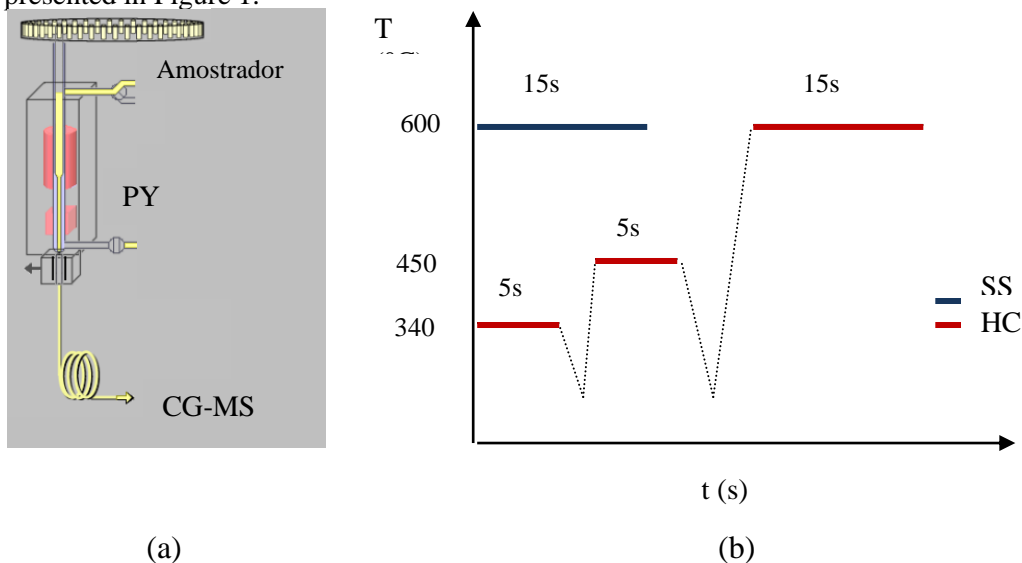 presented in Figure 1.
Amostrador
PY
CG-MS
(a)
T
15s
15s
600
5s
450
5s
340
SS
HC
t (s)
(b)